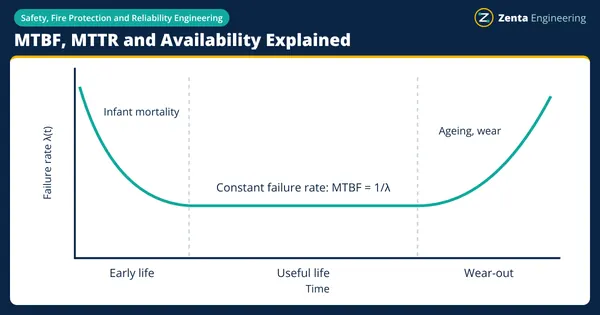 Safety, Fire Protection and Reliability Engineering
Zenta Engineering
MTBF, MTTR and Availability Explained
Infant mortality
Ageing, wear
Constant failure rate: MTBF = 1/λ
Failure rate λ(t)
Early life
Useful life
Wear-out
Time